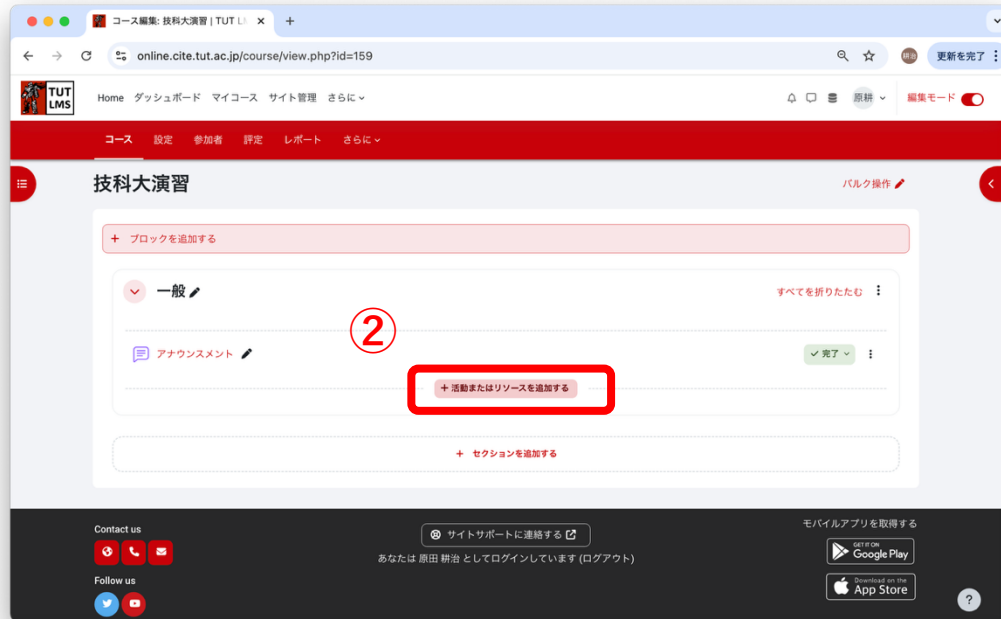 コース編集: 技科大演習 | TUT L
online.cite.tut.ac.jp/course/view.php?id=159
耕治
更新を完了
TUT LMS
Home ダッシュボード マイコース サイト管理 さらに
原耕
編集モード
コース 設定 参加者 評定 レポート さらに
技科大演習
バルク操作
+ ブロックを追加する
一般
すべてを折りたたむ
②
アナウンスメント
✓ 完了
+ 活動またはリソースを追加する
+ セクションを追加する
Contact us
サイトサポートに連絡する
あなたは 原田 耕治 としてログインしています (ログアウト)
Follow us
モバイルアプリを取得する
GET IT ON
Google Play
Download on the
App Store
?